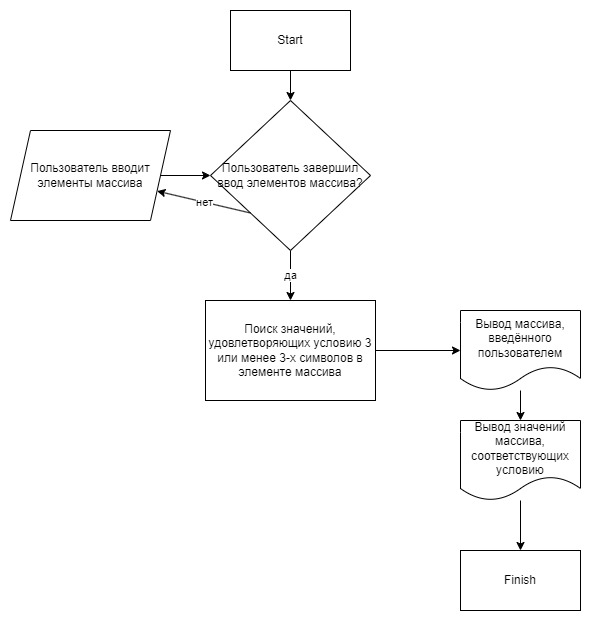 Start
Пользователь завершил
ввод элементов массива?
Пользователь вводит
элементы массива
нет
да
Поиск значений,
удовлетворяющих условию 3
или менее 3-х символов в
элементе массива
Вывод массива,
введённого
пользователем
Вывод значений
массива,
соответствующих
условию
Finish